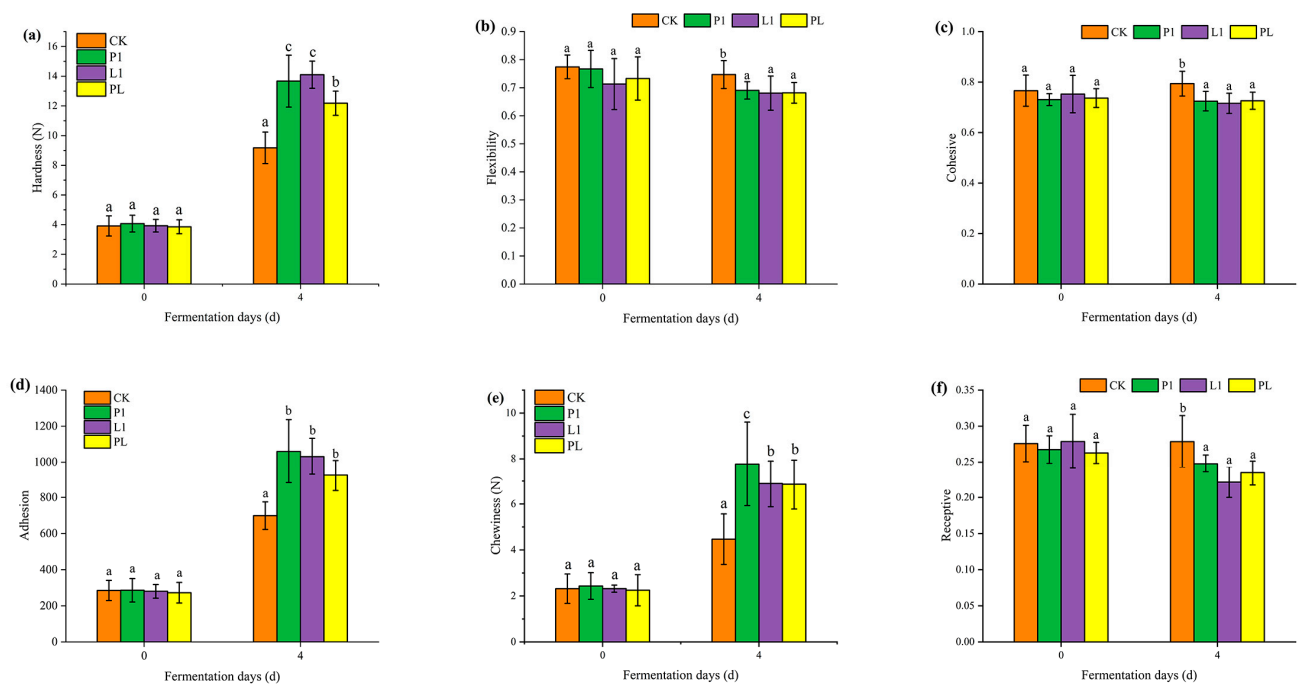 (a)
CK
P1
L1
PL
16
14
12
10
8
6
4
2
0
Hardness (N)
a a a a
a c c b
0 4
Fermentation days (d)
(b)
CK P1 L1 PL
0.9
0.8
0.7
0.6
0.5
0.4
0.3
0.2
0.1
0.0
Flexibility
a a a a
b a a a
0 4
Fermentation days (d)
(c)
CK P1 L1 PL
1.0
0.8
0.6
0.4
0.2
0.0
Cohesive
a a a a
b a a a
0 4
Fermentation days (d)
(d)
CK
P1
L1
PL
1400
1200
1000
800
600
400
200
0
Adhesion
a a a a
a b b b
0 4
Fermentation days (d)
(e)
CK
P1
L1
PL
10
8
6
4
2
0
Chewiness (N)
a a a a
a c b b
0 4
Fermentation days (d)
(f)
CK P1 L1 PL
0.35
0.30
0.25
0.20
0.15
0.10
0.05
0.00
Receptive
a a a a
b a a a
0 4
Fermentation days (d)